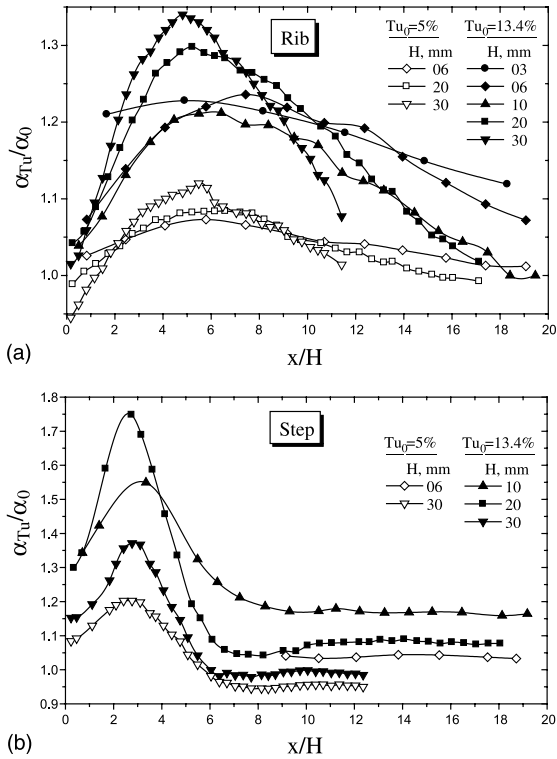 Rib
Tu0=5% Tu0=13.4%
H, mm H, mm
06 03
20 06
30 10
20
30
1.3
1.2
1.1
1.0
αTu/α0
0 2 4 6 8 10 12 14 16 18 20
x/H
(a)
Step
Tu0=5% Tu0=13.4%
H, mm H, mm
06 10
30 20
30
1.8
1.7
1.6
1.5
1.4
1.3
1.2
1.1
1.0
0.9
αTu/α0
0 2 4 6 8 10 12 14 16 18 20
x/H
(b)